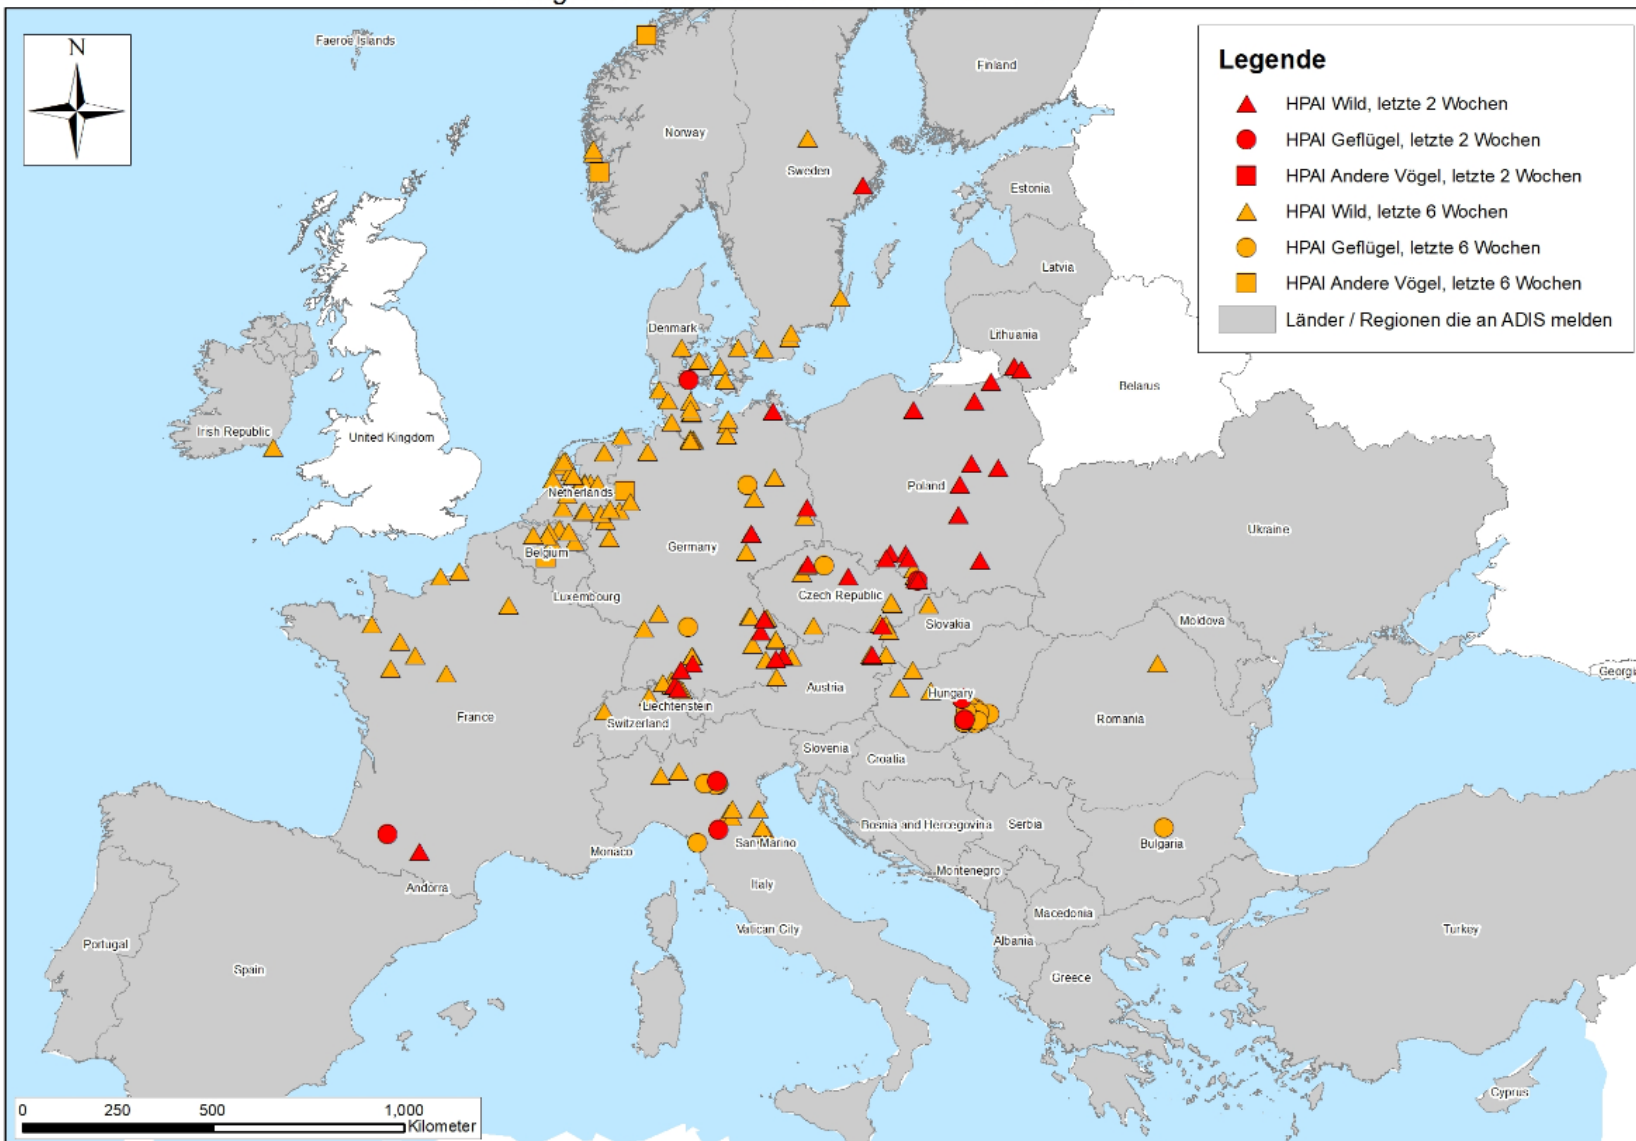 N
Legende
HPAI Wild, letzte 2 Wochen
HPAI Geflügel, letzte 2 Wochen
HPAI Andere Vögel, letzte 2 Wochen
HPAI Wild, letzte 6 Wochen
HPAI Geflügel, letzte 6 Wochen
HPAI Andere Vögel, letzte 6 Wochen
Länder / Regionen die an ADIS melden
Faeroe Islands
Finland
Norway
Sweden
Estonia
Latvia
Denmark
Lithuania
Belarus
Irish Republic
United Kingdom
Netherlands
Poland
Ukraine
Germany
Belgium
Luxembourg
Czech Republic
Slovakia
Moldova
Georgia
Austria
Hungary
Liechtenstein
France
Switzerland
Romania
Slovenia
Croatia
Bosnia and Hercegovina
Serbia
San Marino
Monaco
Bulgaria
Montenegro
Andorra
Italy
Macedonia
Vatican City
Albania
Portugal
Spain
Greece
Turkey
Cyprus
0 250 500 1,000
Kilometer